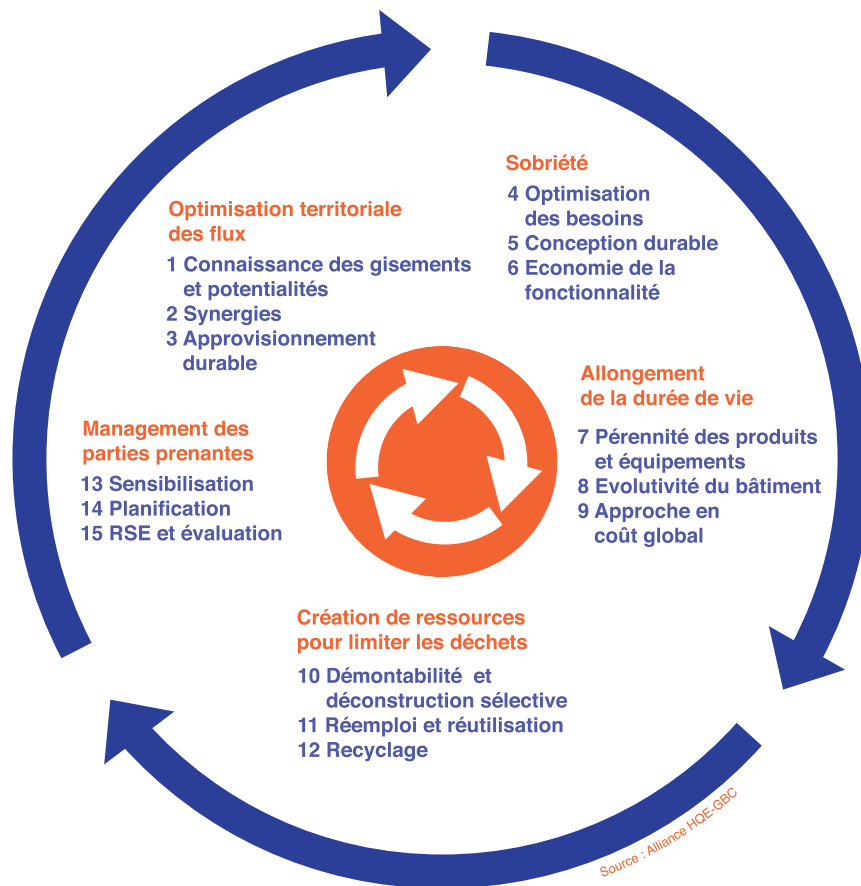 Optimisation territoriale
des flux
1 Connaissance des gisements
et potentialités
2 Synergies
3 Approvisionnement
durable
Sobriété
4 Optimisation
des besoins
5 Conception durable
6 Economie de la
fonctionnalité
Allongement
de la durée de vie
7 Pérennité des produits
et équipements
8 Evolutivité du bâtiment
9 Approche en
coût global
Création de ressources
pour limiter les déchets
10 Démontabilité et
déconstruction sélective
11 Réemploi et réutilisation
12 Recyclage
Management des
parties prenantes
13 Sensibilisation
14 Planification
15 RSE et évaluation
Source : Alliance HQE-GBC